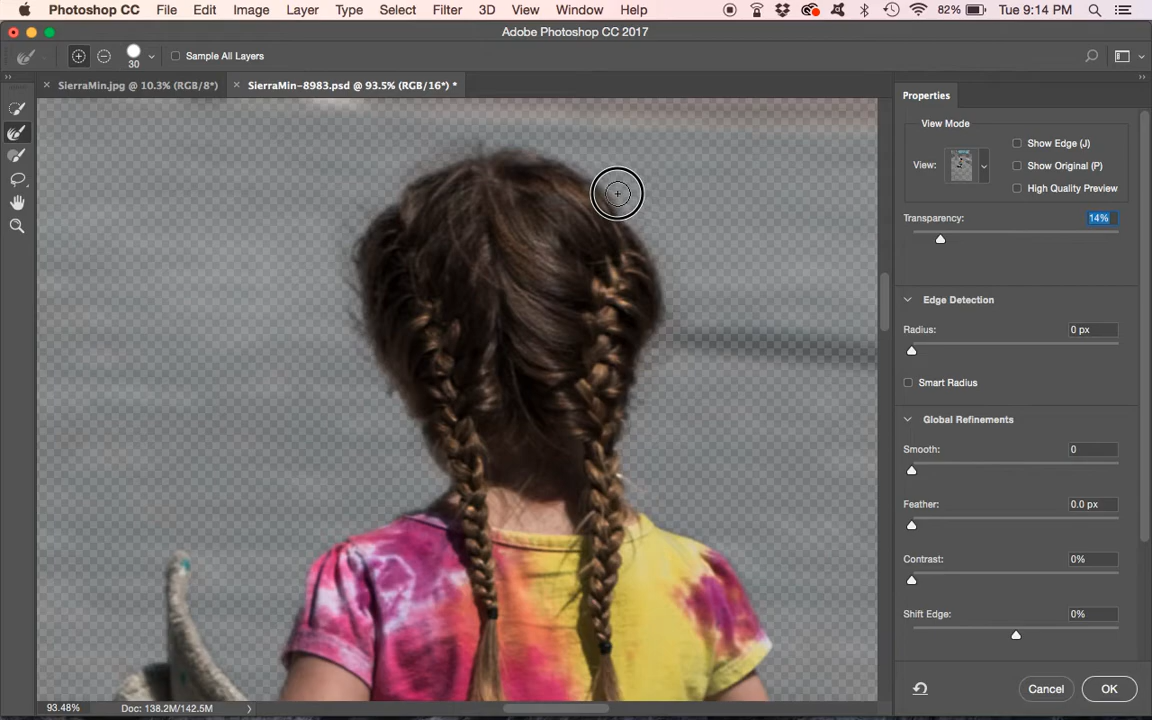 Photoshop CC File Edit Image Layer Type Select Filter 3D View Window Help 82% Tue 9:14 PM
Adobe Photoshop CC 2017
30 Sample All Layers
SierraMin.jpg @ 10.3% (RGB/8*) SierraMin-8983.psd @ 93.5% (RGB/16*) *
Properties
View Mode
Show Edge (J)
View: Show Original (P)
High Quality Preview
Transparency: 14%
Edge Detection
Radius: 0 px
Smart Radius
Global Refinements
Smooth: 0
Feather: 0.0 px
Contrast: 0%
Shift Edge: 0%
Cancel OK
93.48% Doc: 138.2M/142.5M